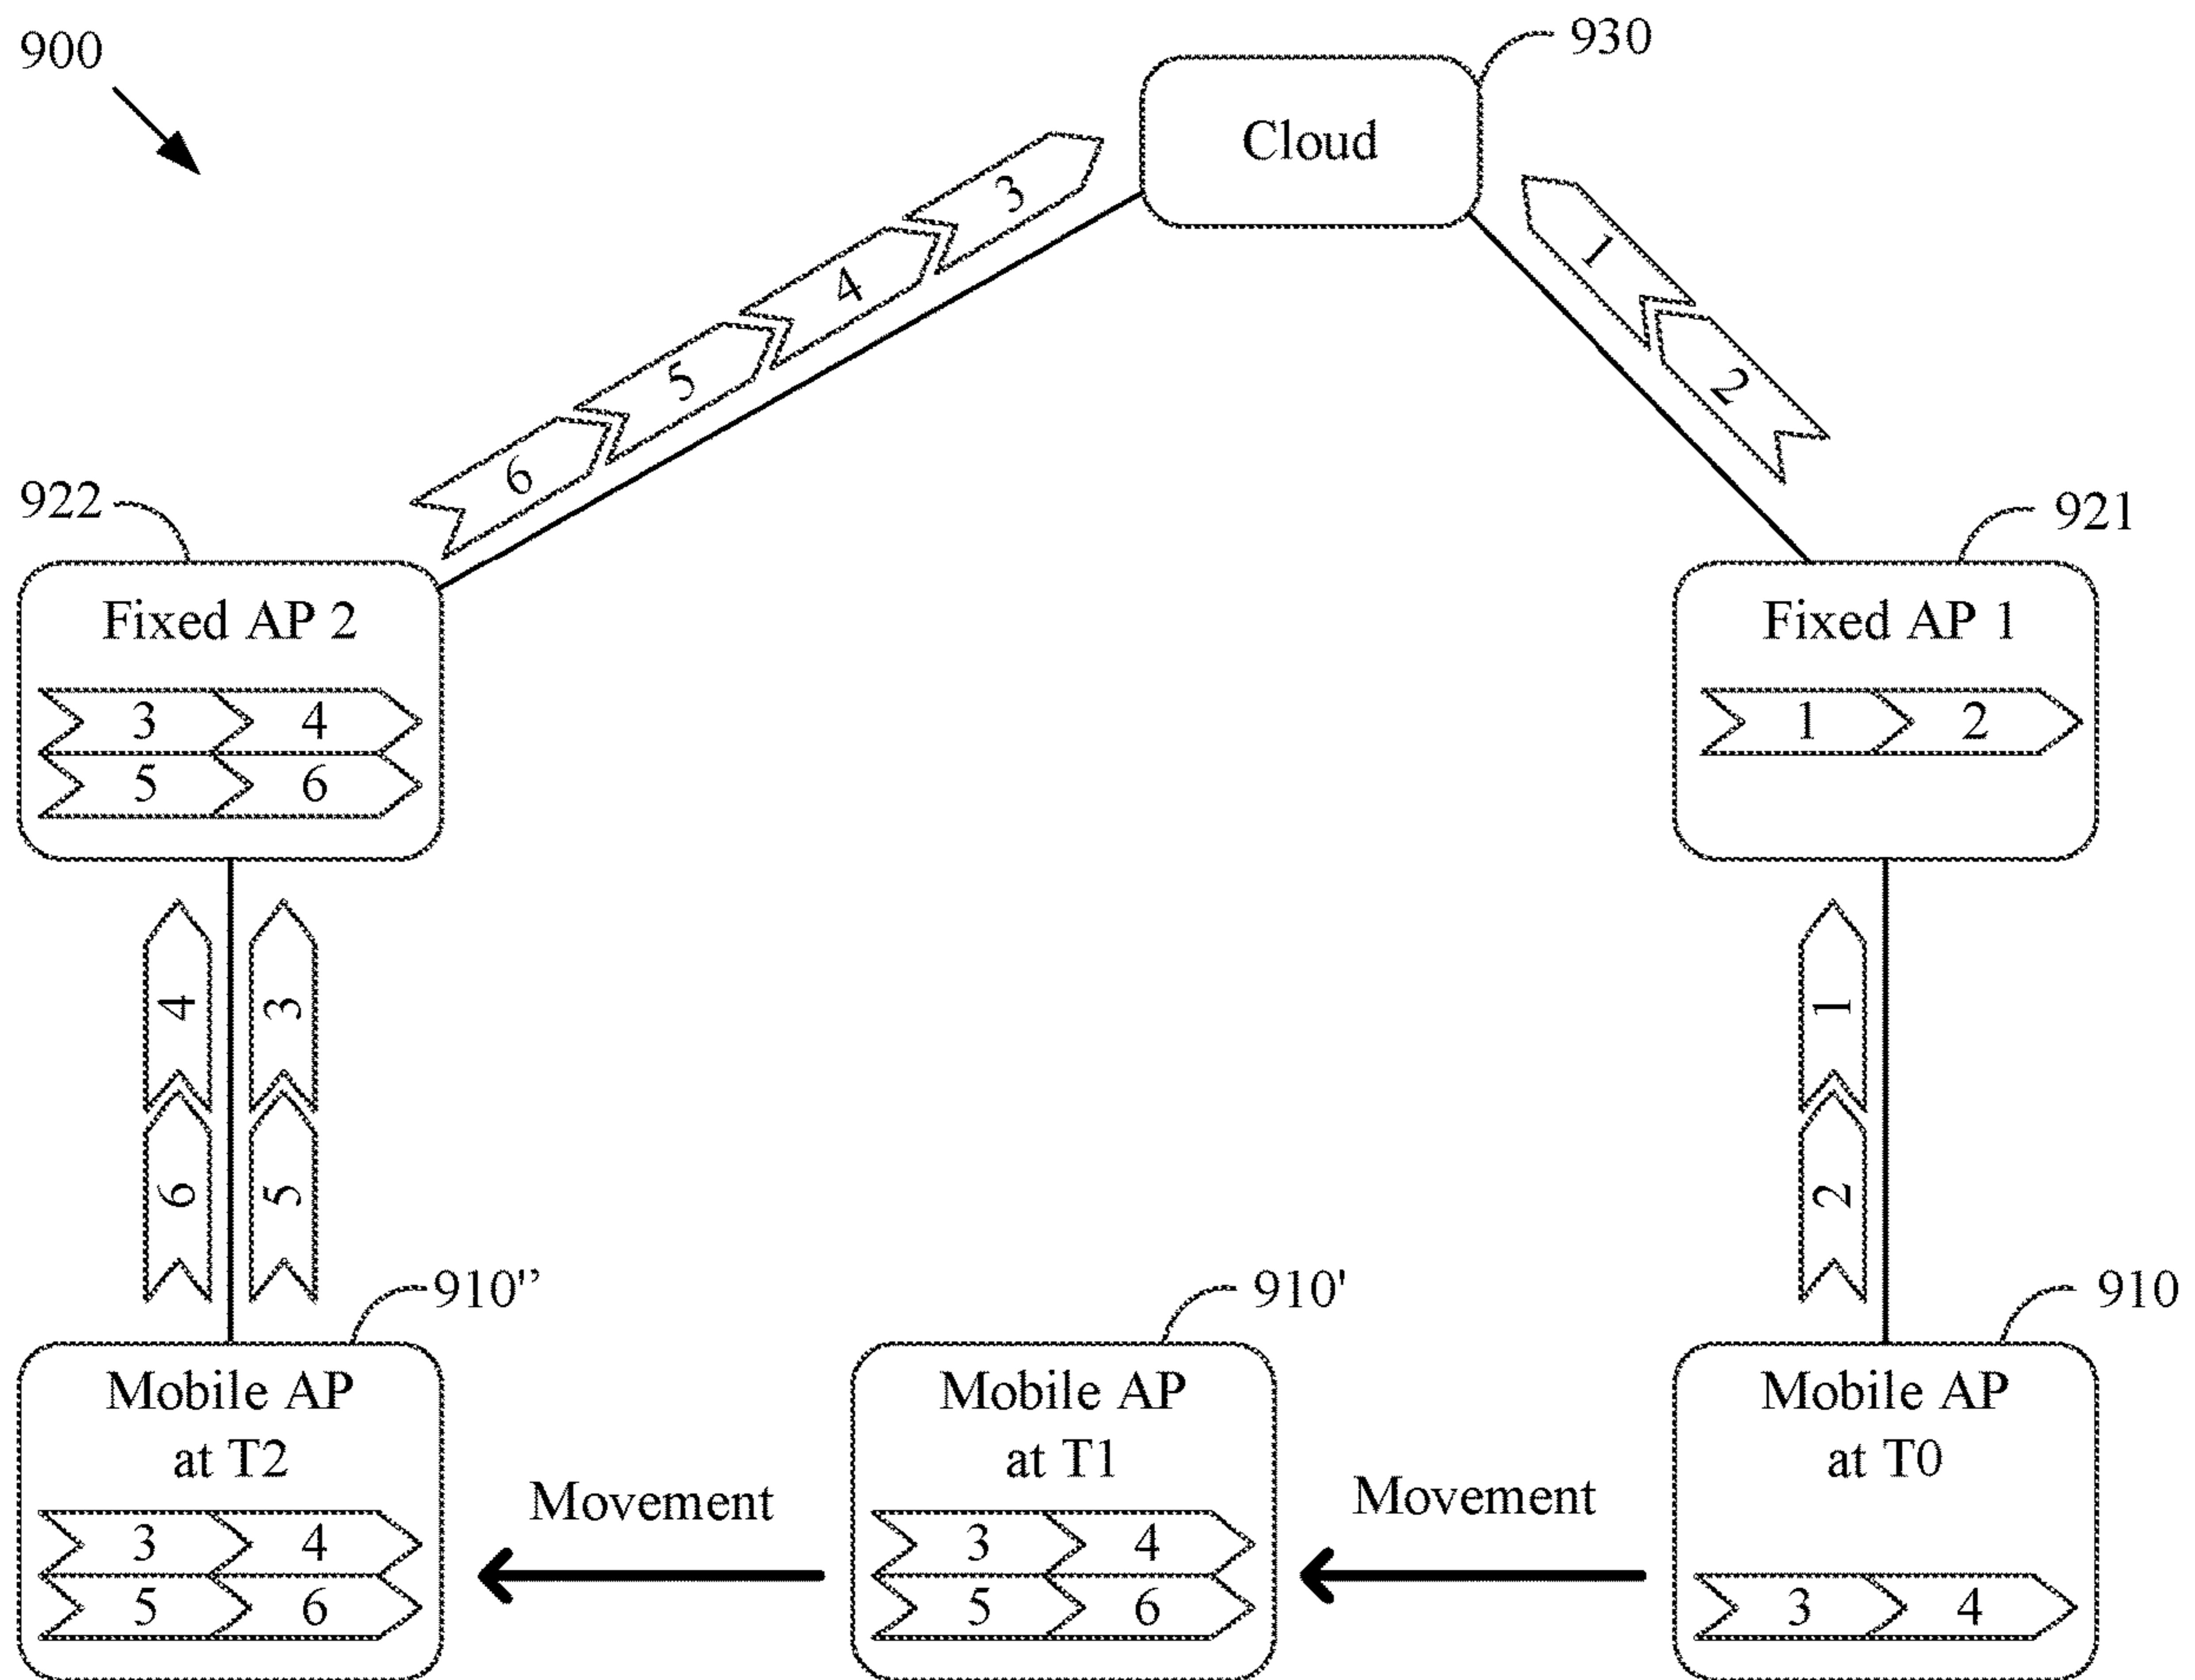 900
930
Cloud
3
1
4
2
5
6
922
921
Fixed AP 2
Fixed AP 1
3 4
1 2
5 6
4 3
1
6 5
2
910"
910'
910
Mobile AP
at T2
Mobile AP
at T1
Mobile AP
at T0
Movement
Movement
3 4
5 6
3 4
5 6
3 4